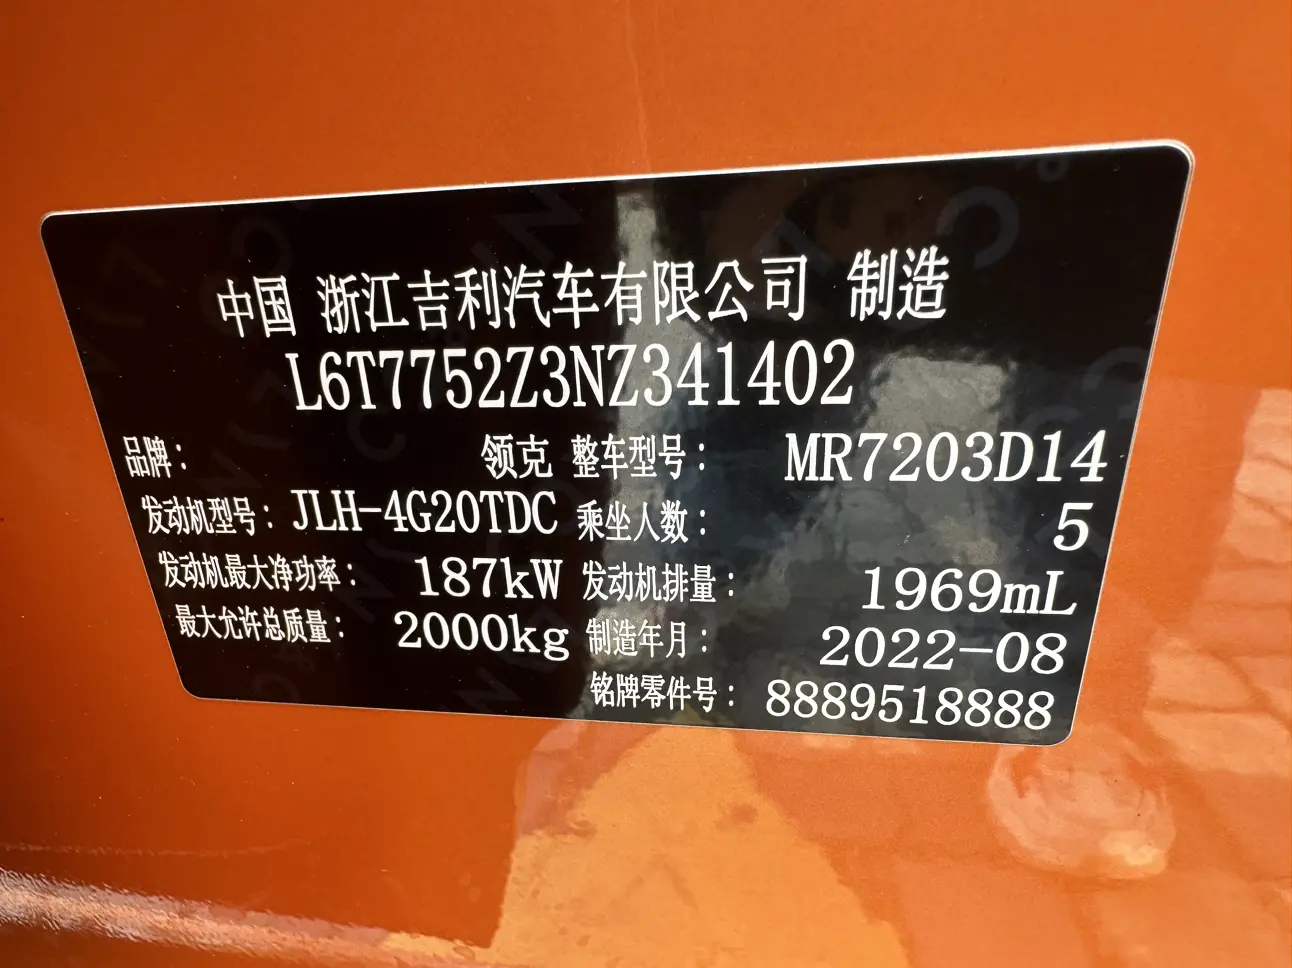 中国 浙江吉利汽车有限公司 制造
L6T7752Z3NZ341402
品牌： 领克 整车型号： MR7203D14
发动机型号：JLH-4G20TDC 乘坐人数： 5
发动机最大净功率： 187kW 发动机排量： 1969mL
最大允许总质量： 2000kg 制造年月： 2022-08
铭牌零件号： 8889518888